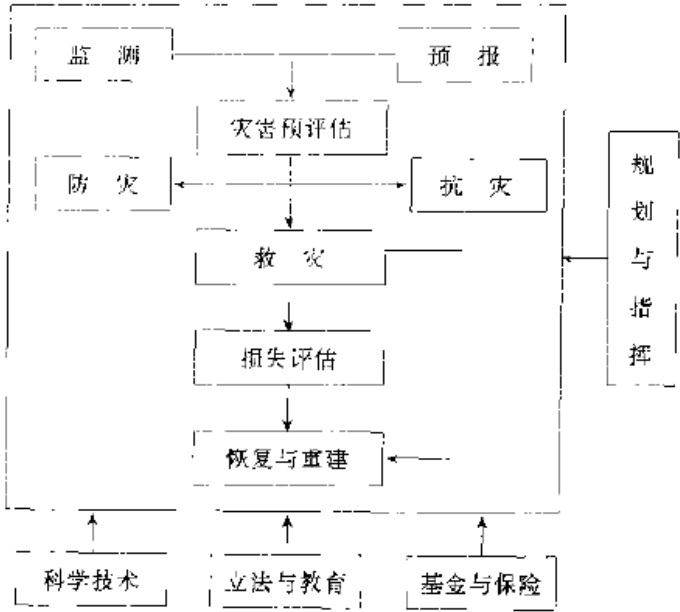 监 测
预 报
灾害预评估
防 灾
抗 灾
救 灾
损失评估
恢复与重建
规划与指挥
科学技术
立法与教育
基金与保险